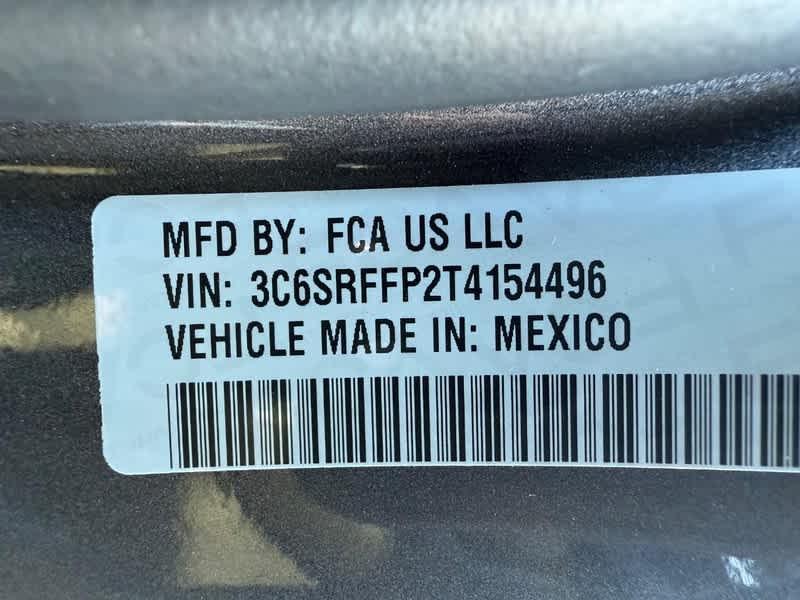 MFD BY: FCA US LLC
VIN: 3C6SRFFP2T4154496
VEHICLE MADE IN: MEXICO